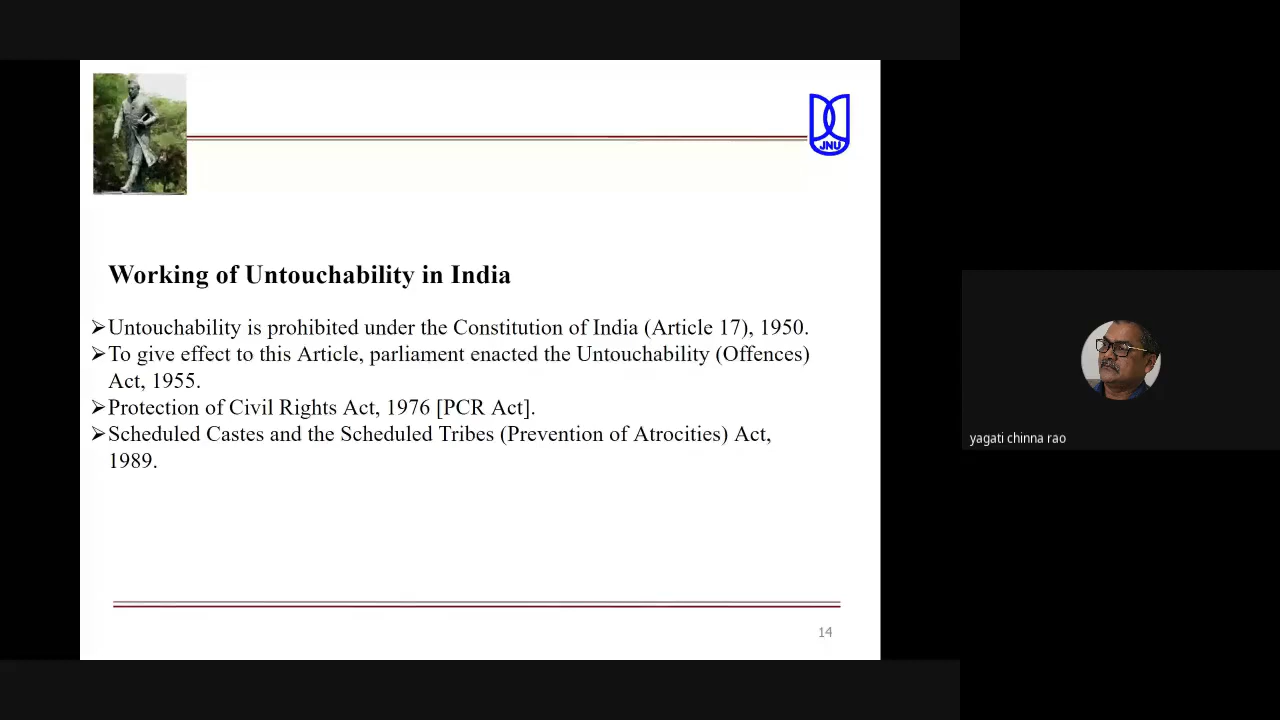 JNU
Working of Untouchability in India
➢Untouchability is prohibited under the Constitution of India (Article 17), 1950.
➢To give effect to this Article, parliament enacted the Untouchability (Offences)
Act, 1955.
➢Protection of Civil Rights Act, 1976 [PCR Act].
➢Scheduled Castes and the Scheduled Tribes (Prevention of Atrocities) Act,
1989.
14
yagati chinna rao